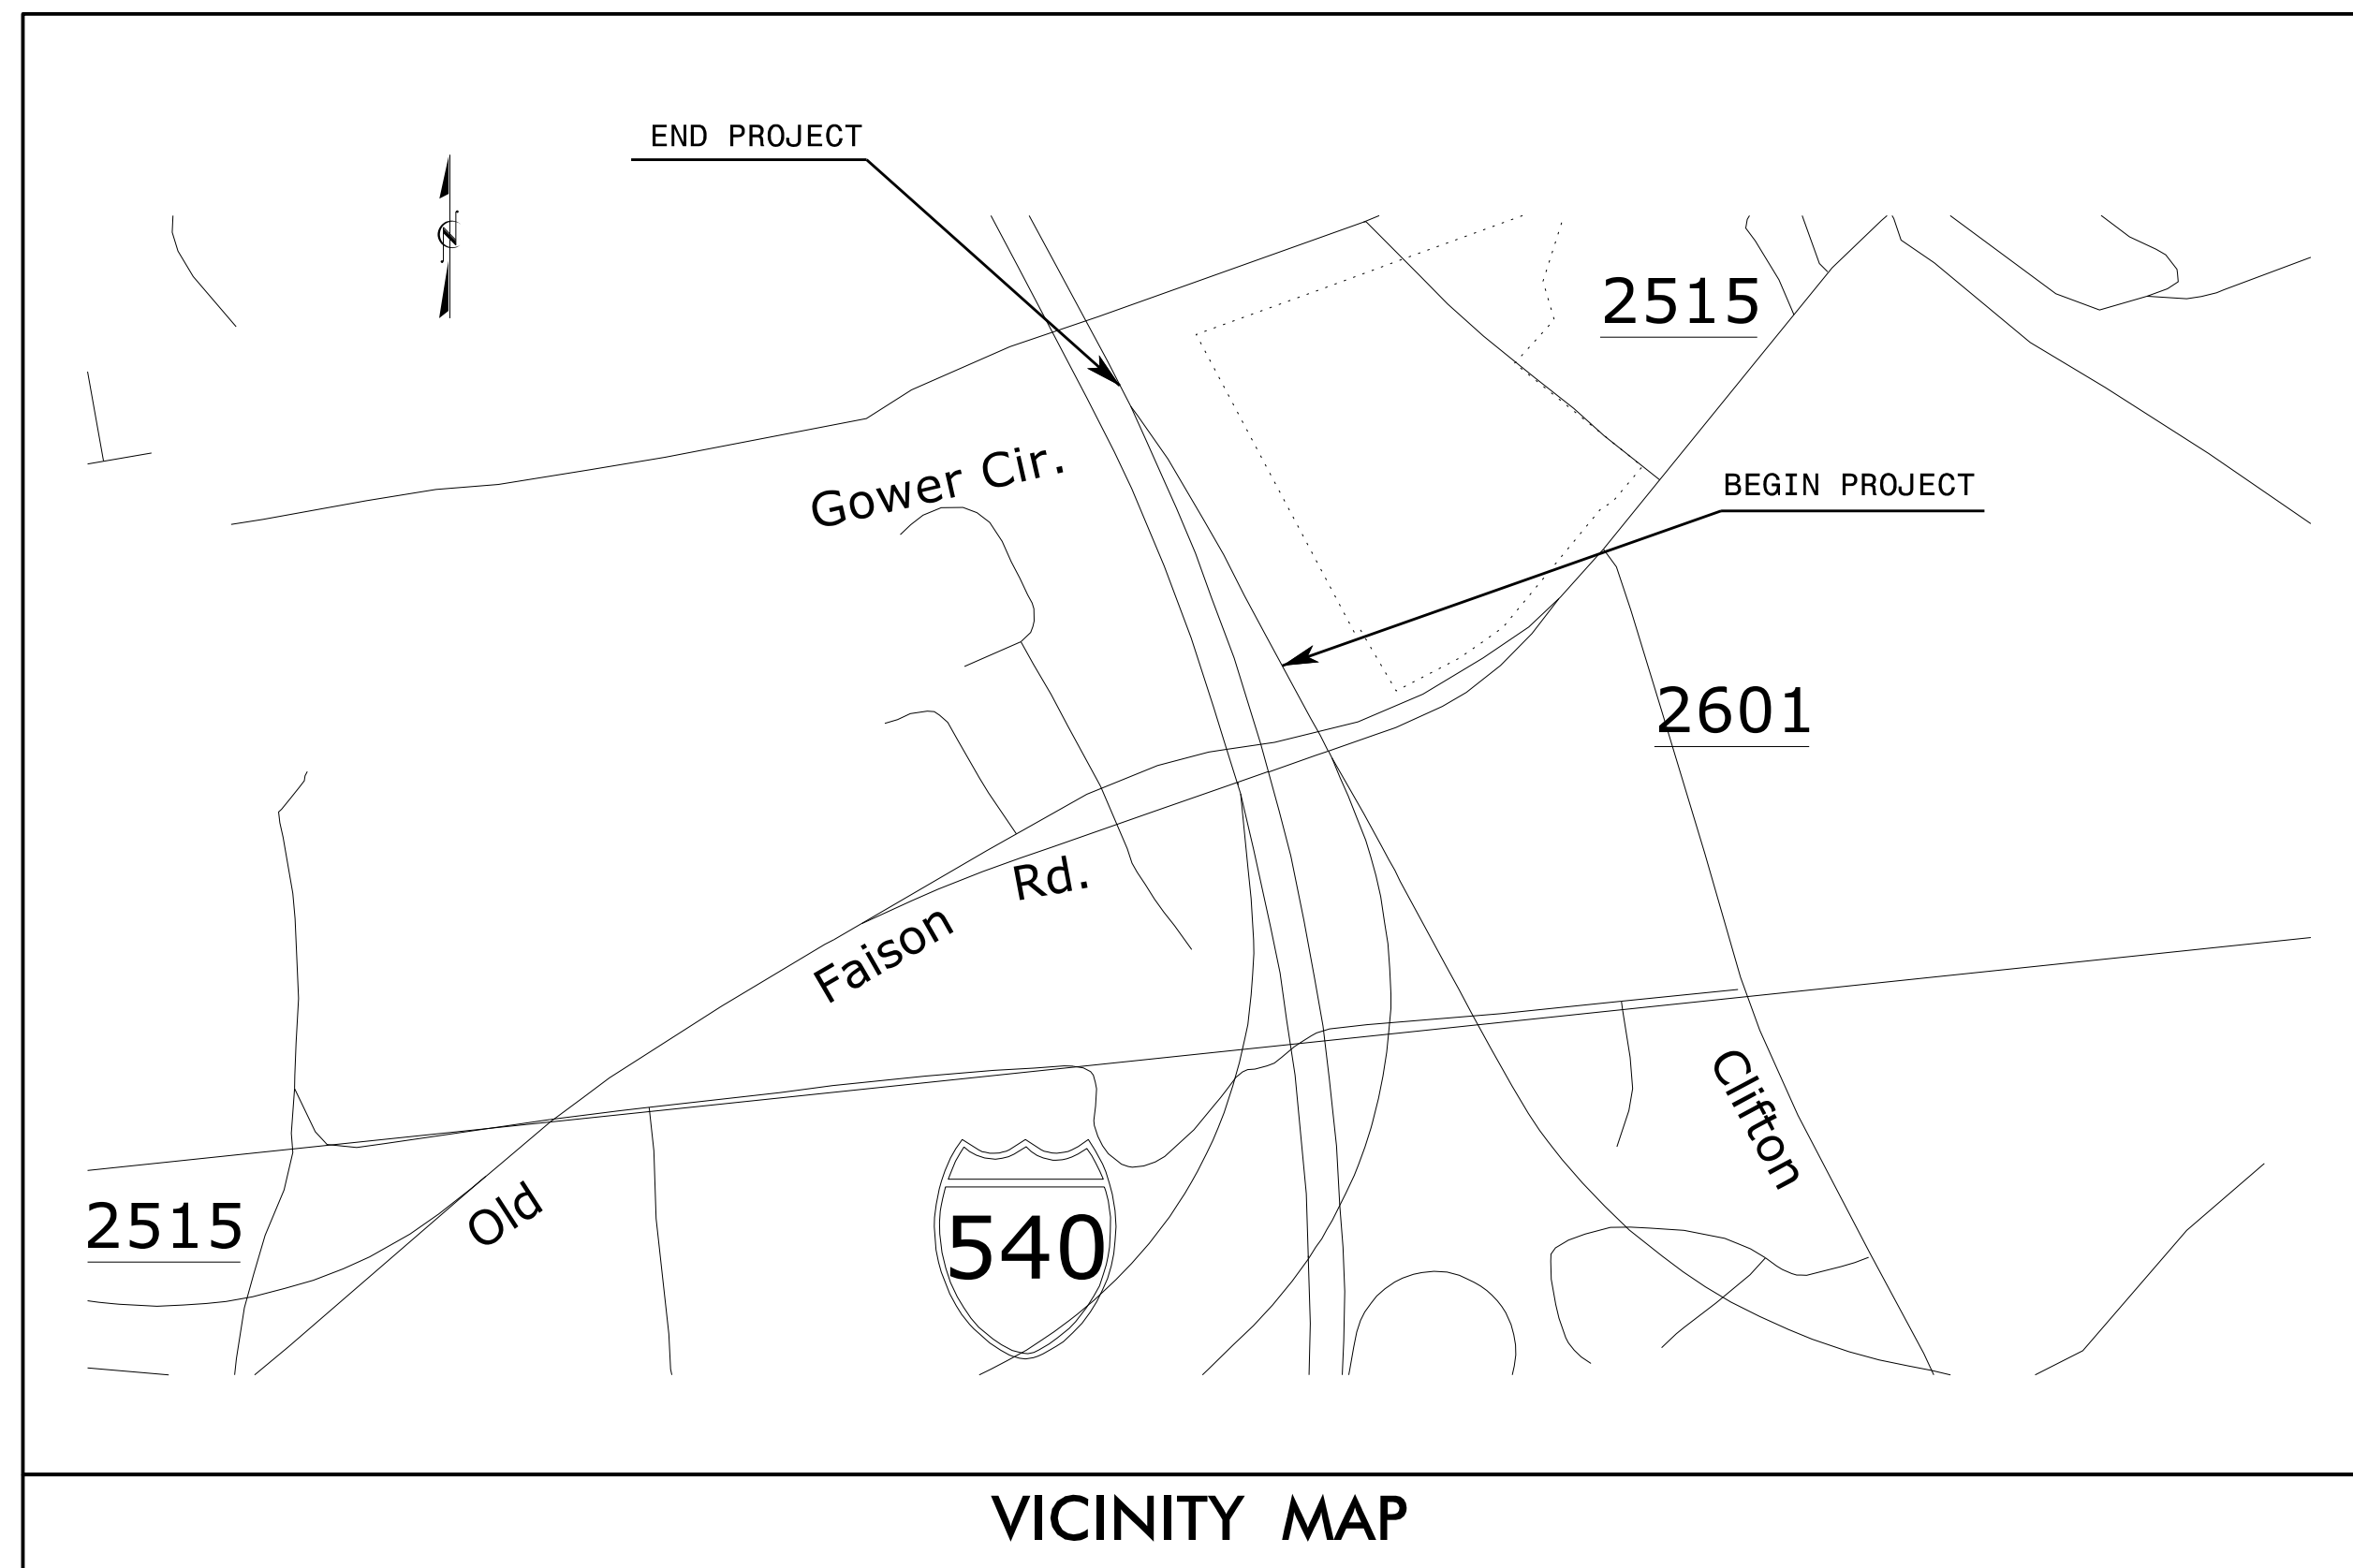 END PROJECT
N
2515
Gower Cir.
BEGIN PROJECT
2601
Old Faison Rd.
Clifton
2515
540
VICINITY MAP